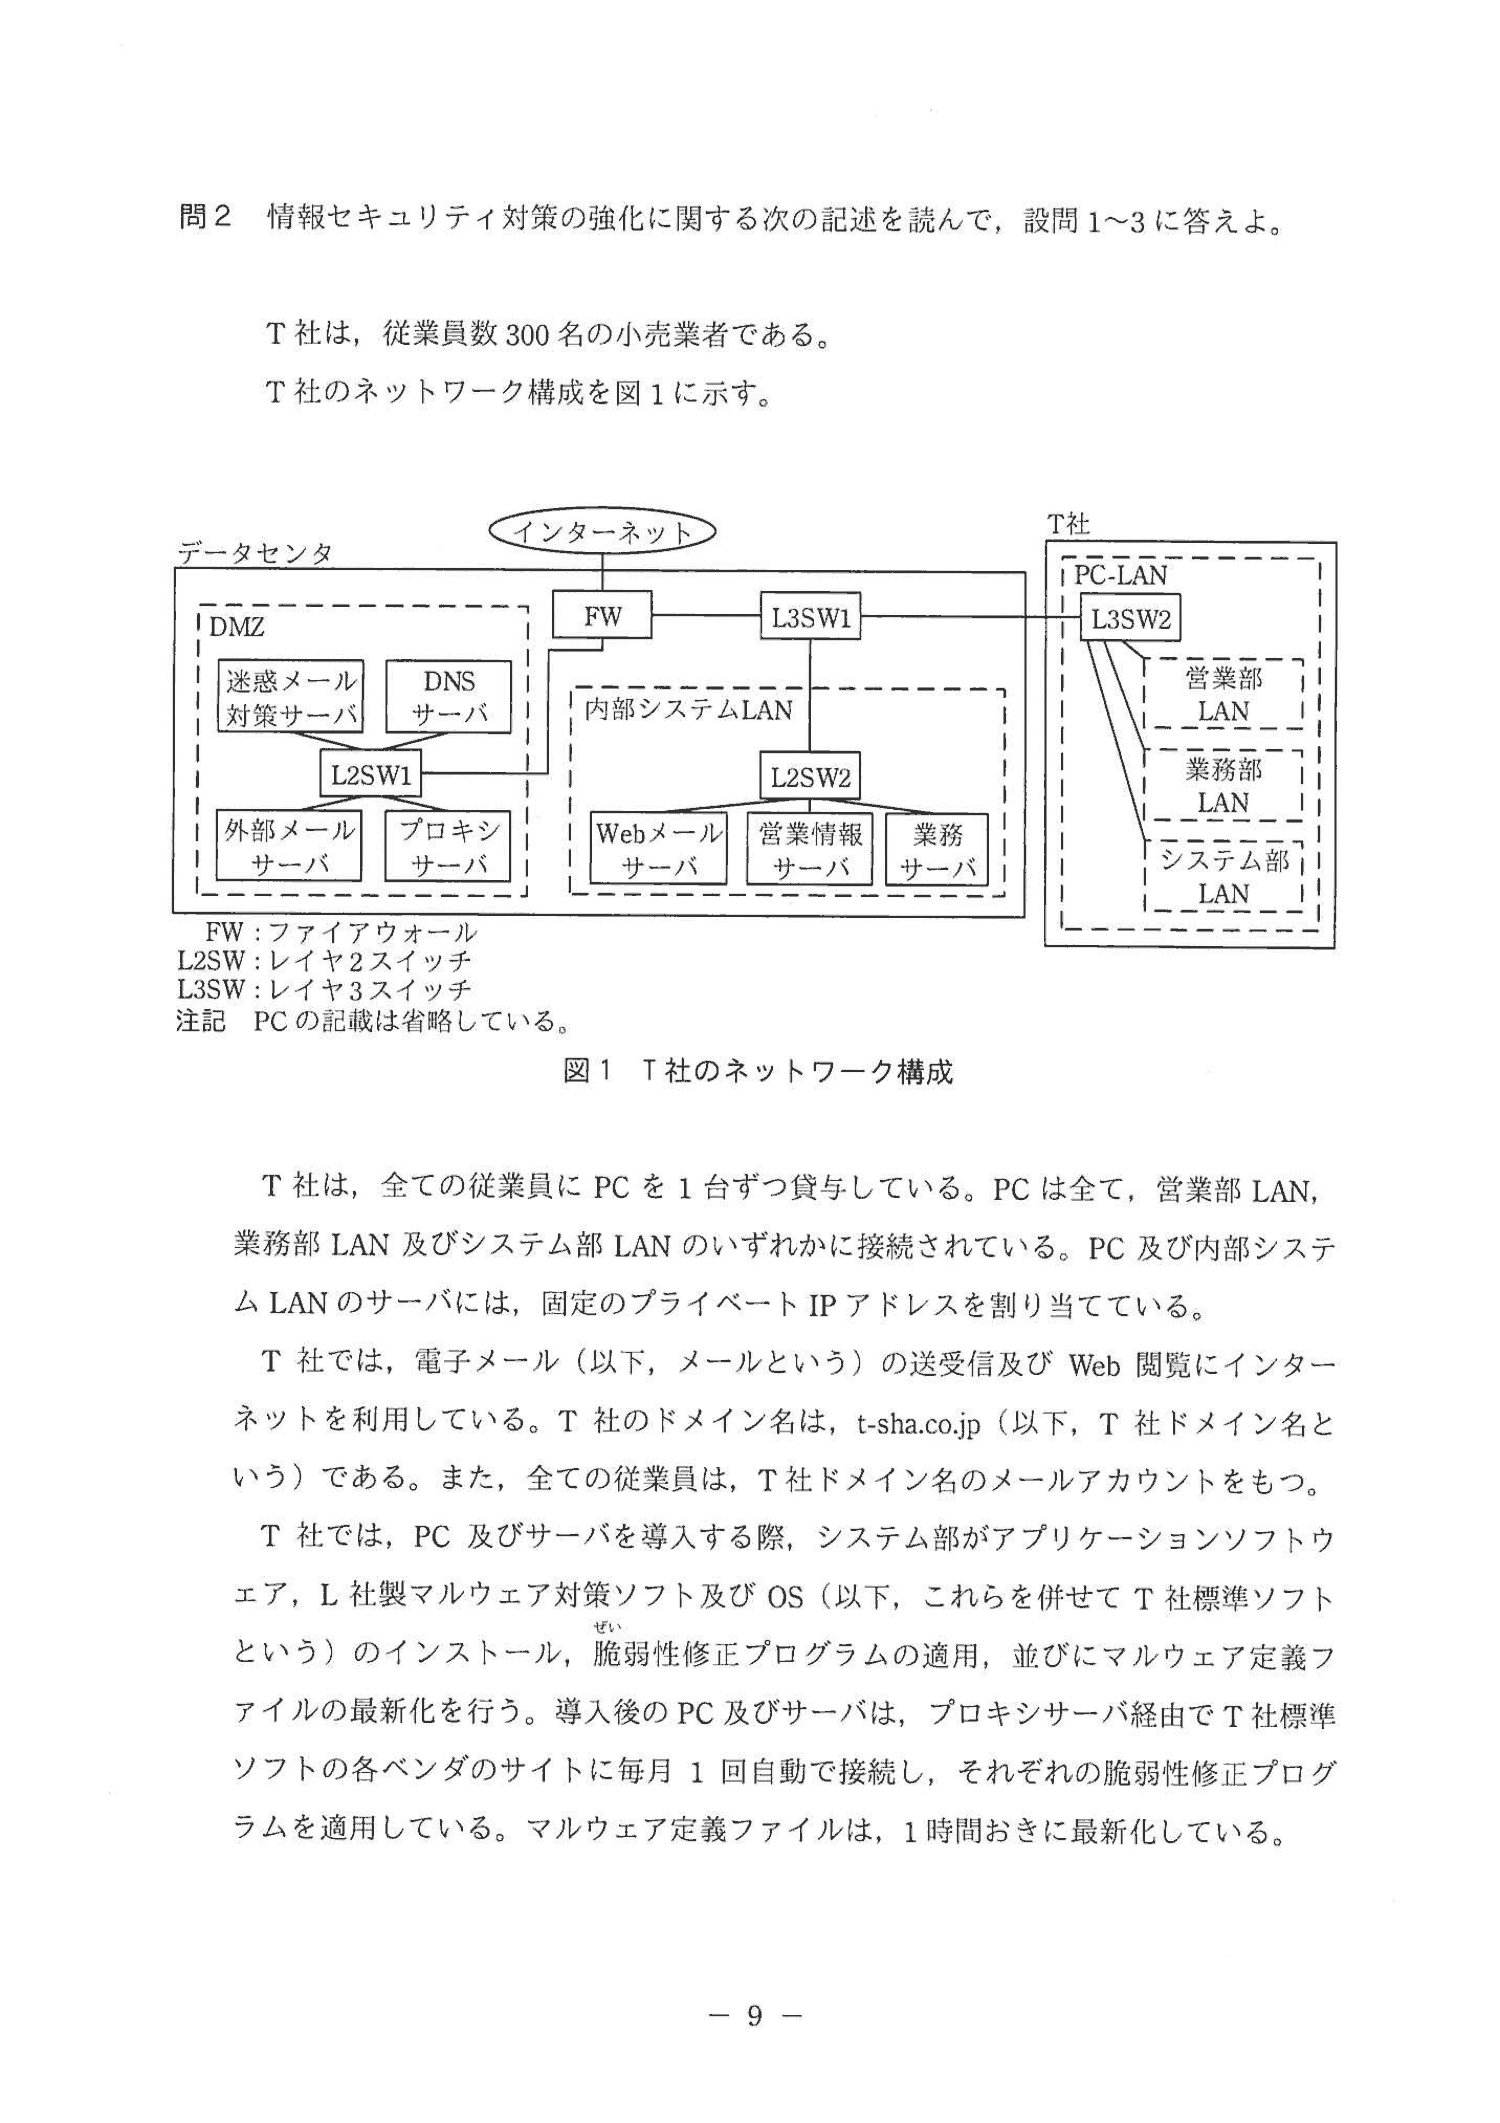 問2　情報セキュリティ対策の強化に関する次の記述を読んで，設問1～3に答えよ。
T社は，従業員数300名の小売業者である。
T社のネットワーク構成を図1に示す。
インターネット
T社
データセンタ
PC-LAN
FW
L3SW1
L3SW2
DMZ
迷惑メール
対策サーバ
DNS
サーバ
営業部
LAN
内部システムLAN
L2SW1
L2SW2
業務部
LAN
外部メール
サーバ
プロキシ
サーバ
Webメール
サーバ
営業情報
サーバ
業務
サーバ
システム部
LAN
FW：ファイアウォール
L2SW：レイヤ2スイッチ
L3SW：レイヤ3スイッチ
注記　PCの記載は省略している。
図1　T社のネットワーク構成
T社は，全ての従業員にPCを1台ずつ貸与している。PCは全て，営業部LAN，
業務部LAN及びシステム部LANのいずれかに接続されている。PC及び内部システ
ムLANのサーバには，固定のプライベートIPアドレスを割り当てている。
T社では，電子メール（以下，メールという）の送受信及びWeb閲覧にインター
ネットを利用している。T社のドメイン名は，t-sha.co.jp（以下，T社ドメイン名と
いう）である。また，全ての従業員は，T社ドメイン名のメールアカウントをもつ。
T社では，PC及びサーバを導入する際，システム部がアプリケーションソフトウ
ェア，L社製マルウェア対策ソフト及びOS（以下，これらを併せてT社標準ソフト
ぜい
という）のインストール，脆弱性修正プログラムの適用，並びにマルウェア定義フ
ァイルの最新化を行う。導入後のPC及びサーバは，プロキシサーバ経由でT社標準
ソフトの各ベンダのサイトに毎月1回自動で接続し，それぞれの脆弱性修正プログ
ラムを適用している。マルウェア定義ファイルは，1時間おきに最新化している。
－ 9 －